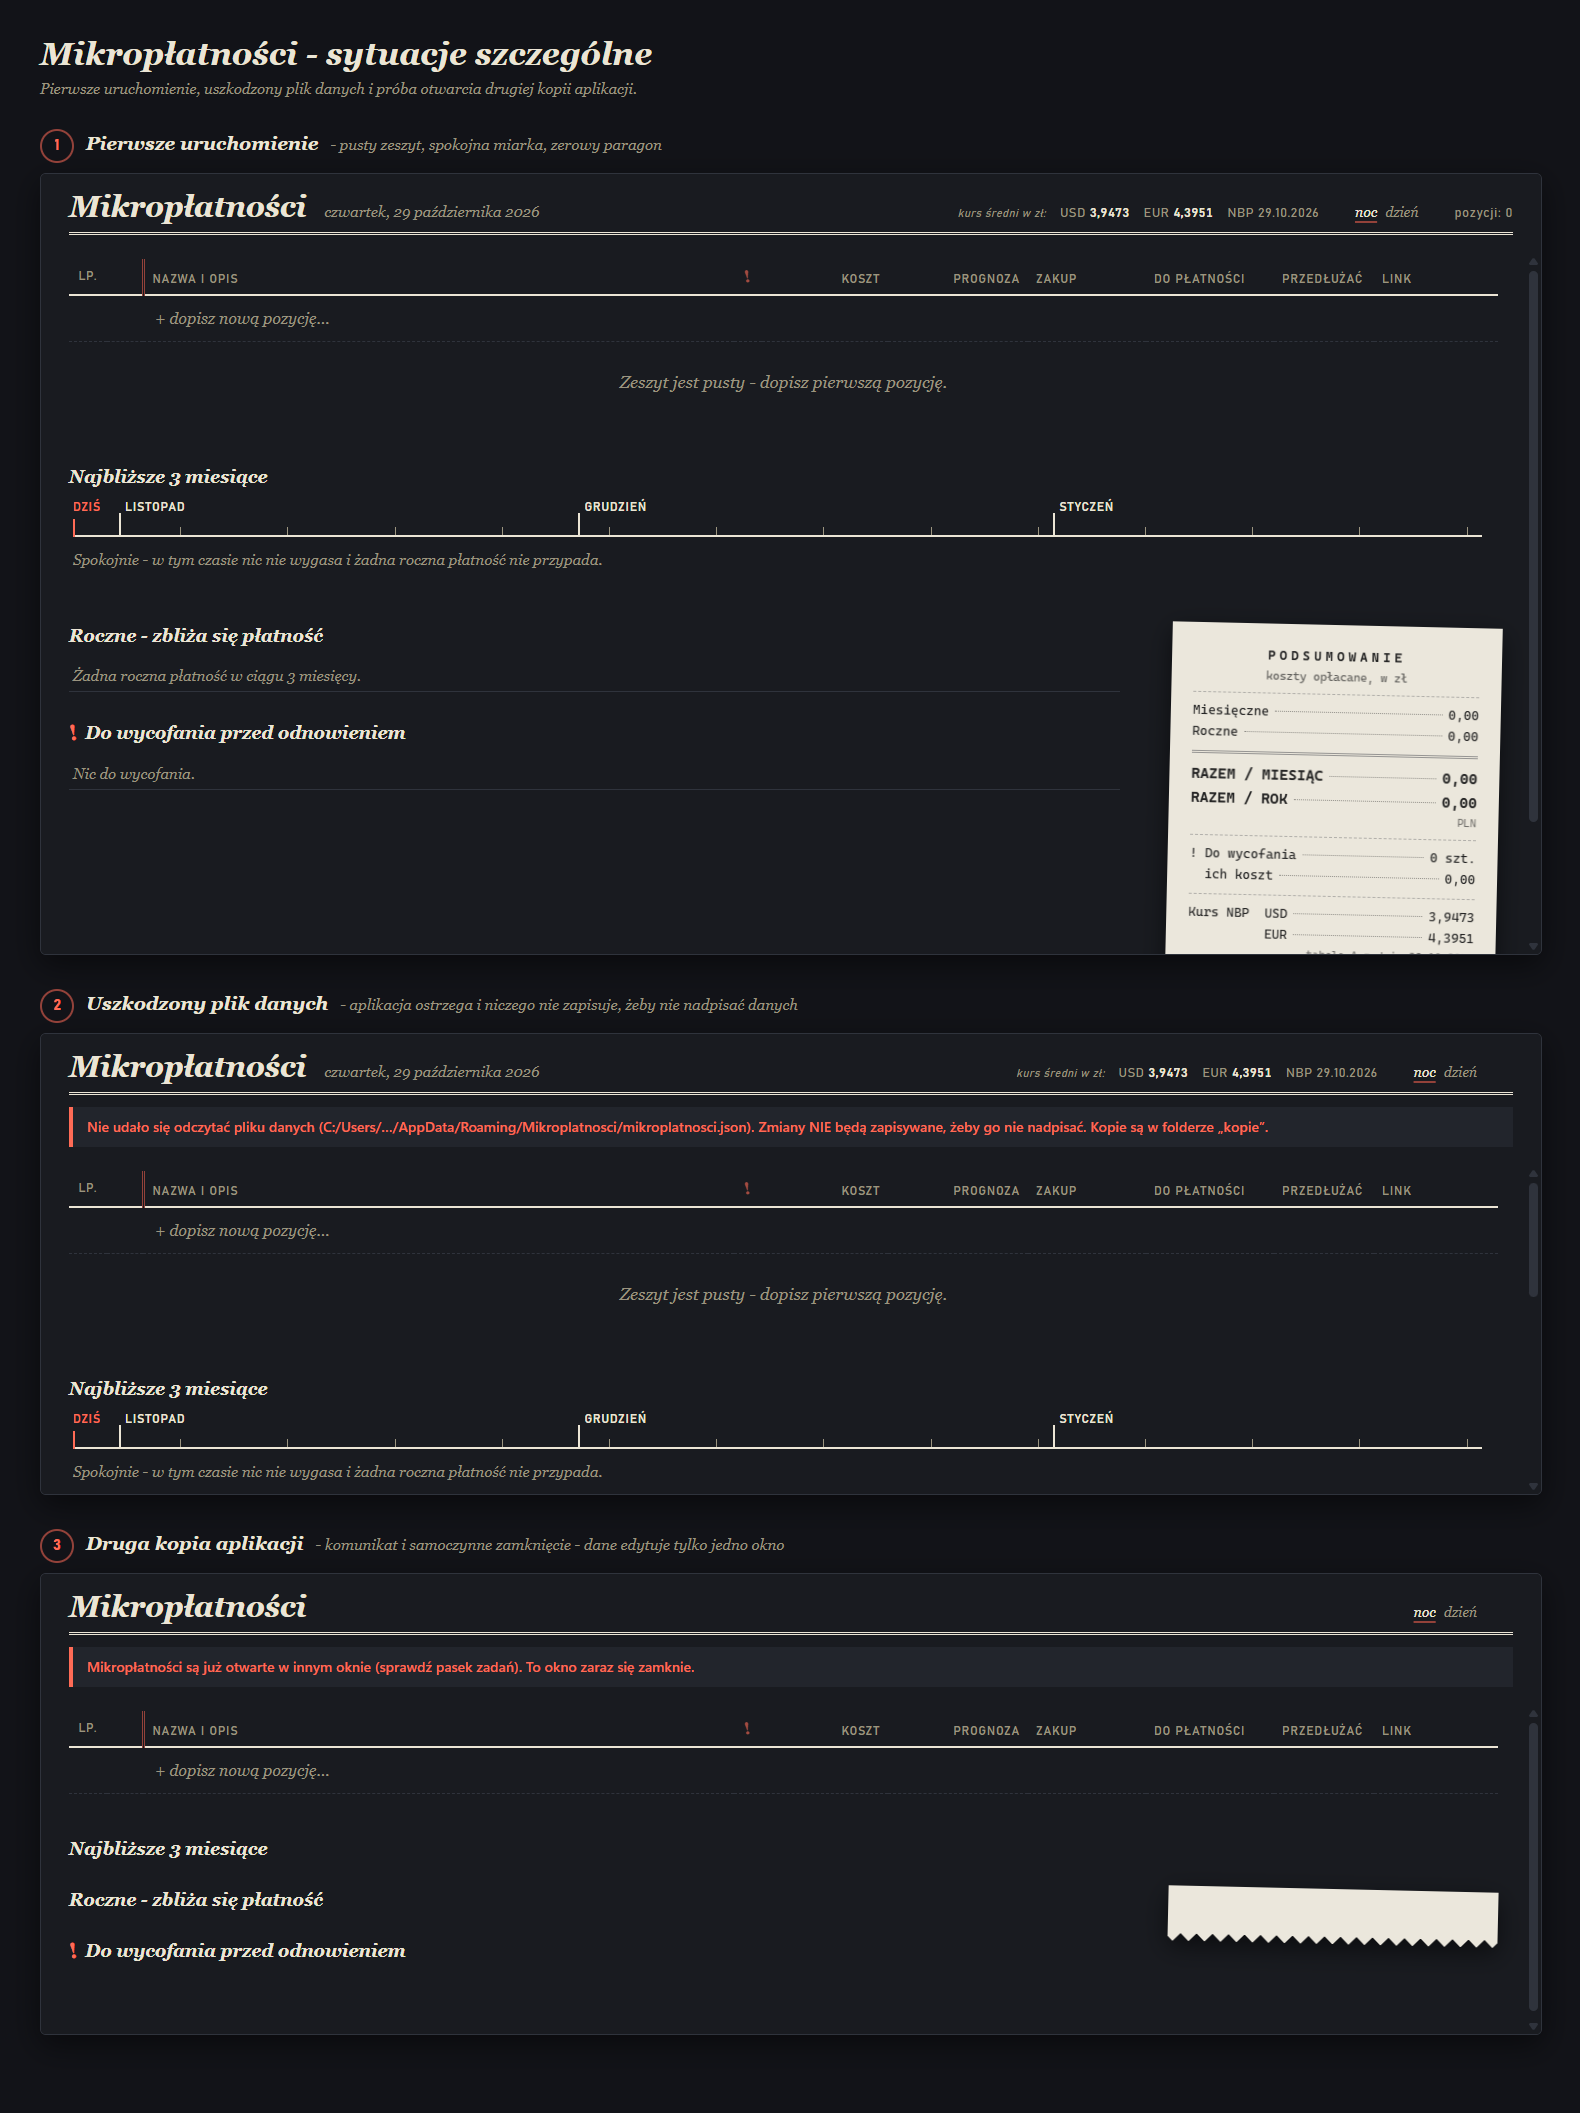 Mikropłatności - sytuacje szczególne
Pierwsze uruchomienie, uszkodzony plik danych i próba otwarcia drugiej kopii aplikacji.
1 Pierwsze uruchomienie - pusty zeszyt, spokojna miarka, zerowy paragon
Mikropłatności czwartek, 29 października 2026 kurs średni w zł: USD 3,9473 EUR 4,3951 NBP 29.10.2026 noc dzień pozycji: 0
LP. NAZWA I OPIS ! KOSZT PROGNOZA ZAKUP DO PŁATNOŚCI PRZEDŁUŻAĆ LINK
+ dopisz nową pozycję...
Zeszyt jest pusty - dopisz pierwszą pozycję.
Najbliższe 3 miesiące
DZIŚ LISTOPAD GRUDZIEŃ STYCZEŃ
Spokojnie - w tym czasie nic nie wygasa i żadna roczna płatność nie przypada.
Roczne - zbliża się płatność
Żadna roczna płatność w ciągu 3 miesięcy.
! Do wycofania przed odnowieniem
Nic do wycofania.
PODSUMOWANIE
koszty opłacane, w zł
Miesięczne 0,00
Roczne 0,00
RAZEM / MIESIĄC 0,00
RAZEM / ROK 0,00
PLN
! Do wycofania 0 szt.
ich koszt 0,00
Kurs NBP USD 3,9473
EUR 4,3951
2 Uszkodzony plik danych - aplikacja ostrzega i niczego nie zapisuje, żeby nie nadpisać danych
Mikropłatności czwartek, 29 października 2026 kurs średni w zł: USD 3,9473 EUR 4,3951 NBP 29.10.2026 noc dzień
Nie udało się odczytać pliku danych (C:/Users/.../AppData/Roaming/Mikroplatnosci/mikroplatnosci.json). Zmiany NIE będą zapisywane, żeby go nie nadpisać. Kopie są w folderze „kopie”.
LP. NAZWA I OPIS ! KOSZT PROGNOZA ZAKUP DO PŁATNOŚCI PRZEDŁUŻAĆ LINK
+ dopisz nową pozycję...
Zeszyt jest pusty - dopisz pierwszą pozycję.
Najbliższe 3 miesiące
DZIŚ LISTOPAD GRUDZIEŃ STYCZEŃ
Spokojnie - w tym czasie nic nie wygasa i żadna roczna płatność nie przypada.
3 Druga kopia aplikacji - komunikat i samoczynne zamknięcie - dane edytuje tylko jedno okno
Mikropłatności noc dzień
Mikropłatności są już otwarte w innym oknie (sprawdź pasek zadań). To okno zaraz się zamknie.
LP. NAZWA I OPIS ! KOSZT PROGNOZA ZAKUP DO PŁATNOŚCI PRZEDŁUŻAĆ LINK
+ dopisz nową pozycję...
Najbliższe 3 miesiące
Roczne - zbliża się płatność
! Do wycofania przed odnowieniem